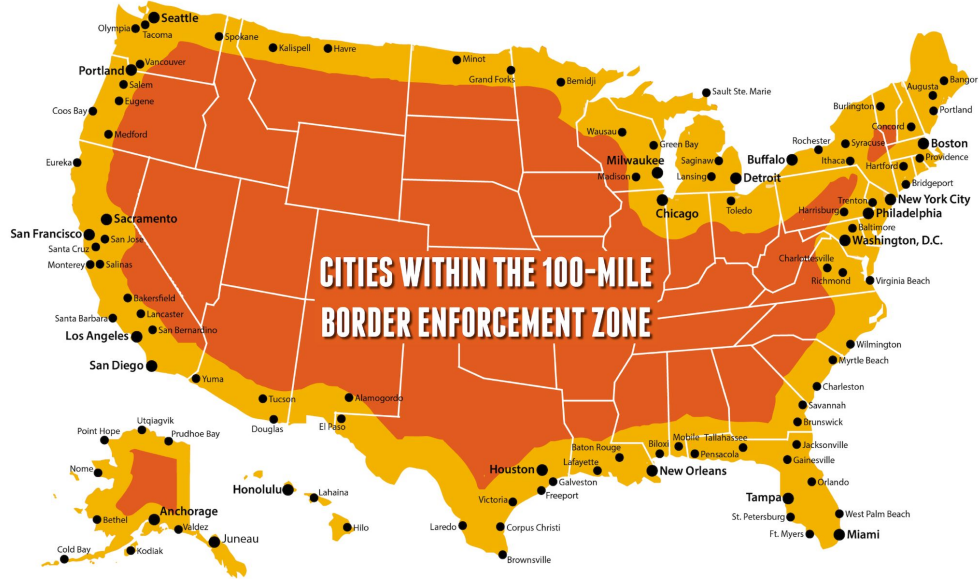 Seattle
Olympia
Tacoma
Spokane
Kalispell
Havre
Minot
Grand Forks
Bemidji
Sault Ste. Marie
Bangor
Augusta
Portland
Burlington
Concord
Boston
Providence
Vancouver
Portland
Salem
Eugene
Coos Bay
Medford
Eureka
Wausau
Green Bay
Milwaukee
Madison
Saginaw
Lansing
Detroit
Chicago
Toledo
Rochester
Syracuse
Buffalo
Ithaca
Hartford
Bridgeport
New York City
Trenton
Harrisburg
Philadelphia
Baltimore
Washington, D.C.
Charlottesville
Richmond
Virginia Beach
Sacramento
San Francisco
San Jose
Santa Cruz
Monterey
Salinas
CITIES WITHIN THE 100-MILE
BORDER ENFORCEMENT ZONE
Bakersfield
Lancaster
Santa Barbara
San Bernardino
Los Angeles
San Diego
Yuma
Tucson
Douglas
Alamogordo
El Paso
Wilmington
Myrtle Beach
Charleston
Savannah
Brunswick
Jacksonville
Gainesville
Orlando
Tampa
St. Petersburg
West Palm Beach
Ft. Myers
Miami
Baton Rouge
Lafayette
Biloxi
Mobile
Tallahassee
Pensacola
New Orleans
Houston
Galveston
Freeport
Victoria
Laredo
Corpus Christi
Brownsville
Utqiagvik
Point Hope
Prudhoe Bay
Nome
Anchorage
Bethel
Valdez
Juneau
Cold Bay
Kodiak
Honolulu
Lahaina
Hilo